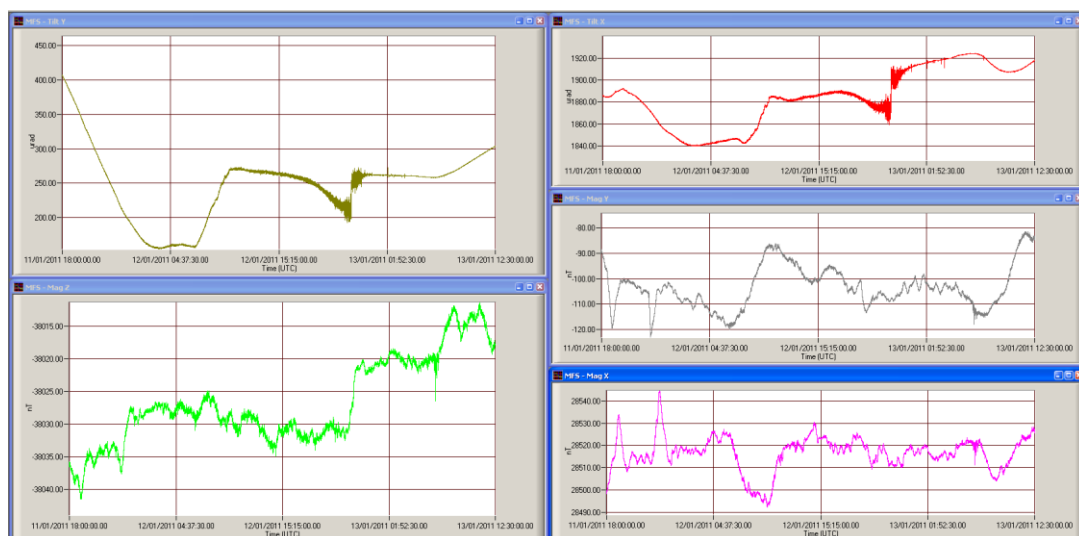 MFS - Tilt Y
450.00
400.00
urad
300.00
250.00
200.00
11/01/2011 18:00:00.00 12/01/2011 04:37:30.00 12/01/2011 15:15:00.00 13/01/2011 01:52:30.00 13/01/2011 12:30:00.00
Time (UTC)
MFS - Mag Z
-38015.00
-38020.00
-38025.00
nT
-38030.00
-38035.00
-38040.00
11/01/2011 18:00:00.00 12/01/2011 04:37:30.00 12/01/2011 15:15:00.00 13/01/2011 01:52:30.00 13/01/2011 12:30:00.00
Time (UTC)
MFS - Tilt X
1920.00
1900.00
urad
1880.00
1860.00
1840.00
11/01/2011 18:00:00.00 12/01/2011 04:37:30.00 12/01/2011 15:15:00.00 13/01/2011 01:52:30.00 13/01/2011 12:30:00.00
Time (UTC)
MFS - Mag Y
-80.00
-90.00
nT
-100.00
-110.00
-120.00
11/01/2011 18:00:00.00 12/01/2011 04:37:30.00 12/01/2011 15:15:00.00 13/01/2011 01:52:30.00 13/01/2011 12:30:00.00
Time (UTC)
MFS - Mag X
28540.00
28530.00
28520.00
nT
28510.00
28500.00
28490.00
11/01/2011 18:00:00.00 12/01/2011 04:37:30.00 12/01/2011 15:15:00.00 13/01/2011 01:52:30.00 13/01/2011 12:30:00.00
Time (UTC)